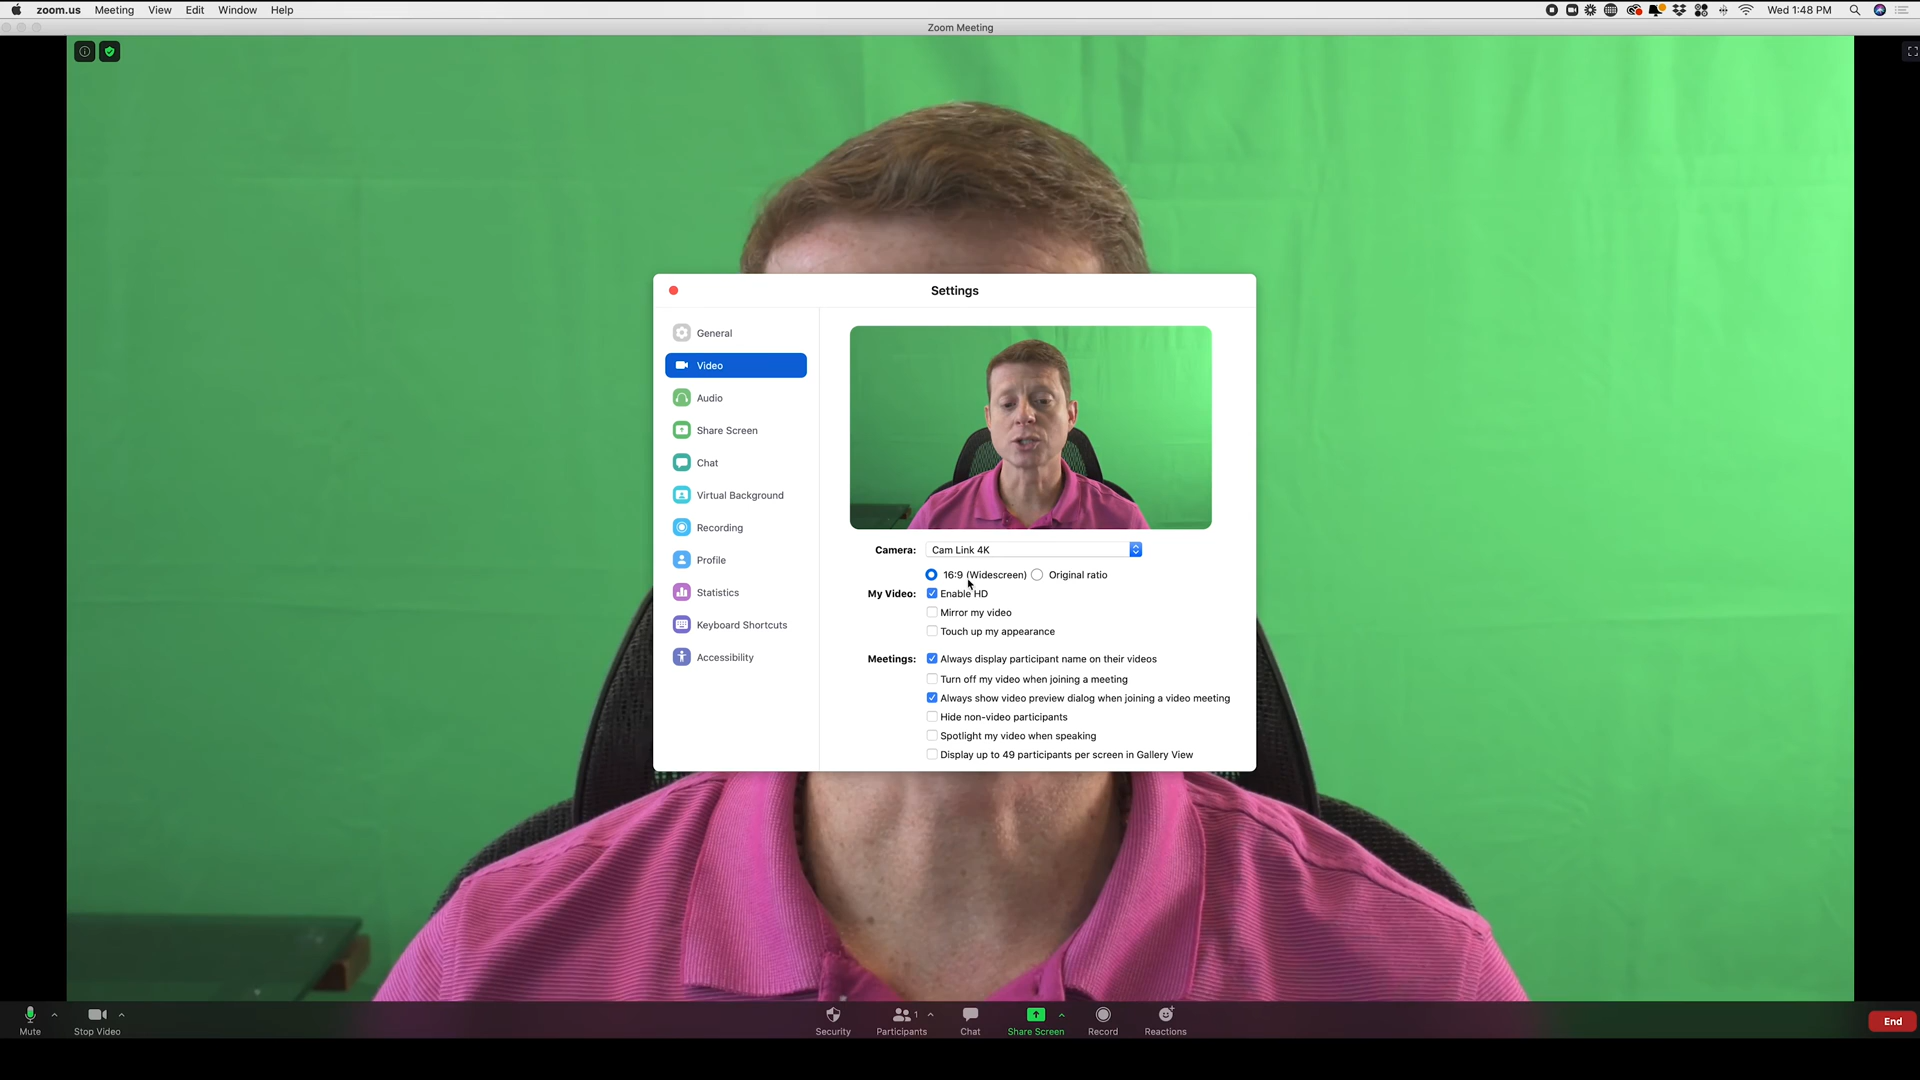 zoom.us Meeting View Edit Window Help Wed 1:48 PM
Zoom Meeting
Settings
General
Video
Audio
Share Screen
Chat
Virtual Background
Recording
Profile
Statistics
Keyboard Shortcuts
Accessibility
Camera: Cam Link 4K
16:9 (Widescreen) Original ratio
My Video: Enable HD
Mirror my video
Touch up my appearance
Meetings: Always display participant name on their videos
Turn off my video when joining a meeting
Always show video preview dialog when joining a video meeting
Hide non-video participants
Spotlight my video when speaking
Display up to 49 participants per screen in Gallery View
1
Mute Stop Video Security Participants Chat Share Screen Record Reactions End